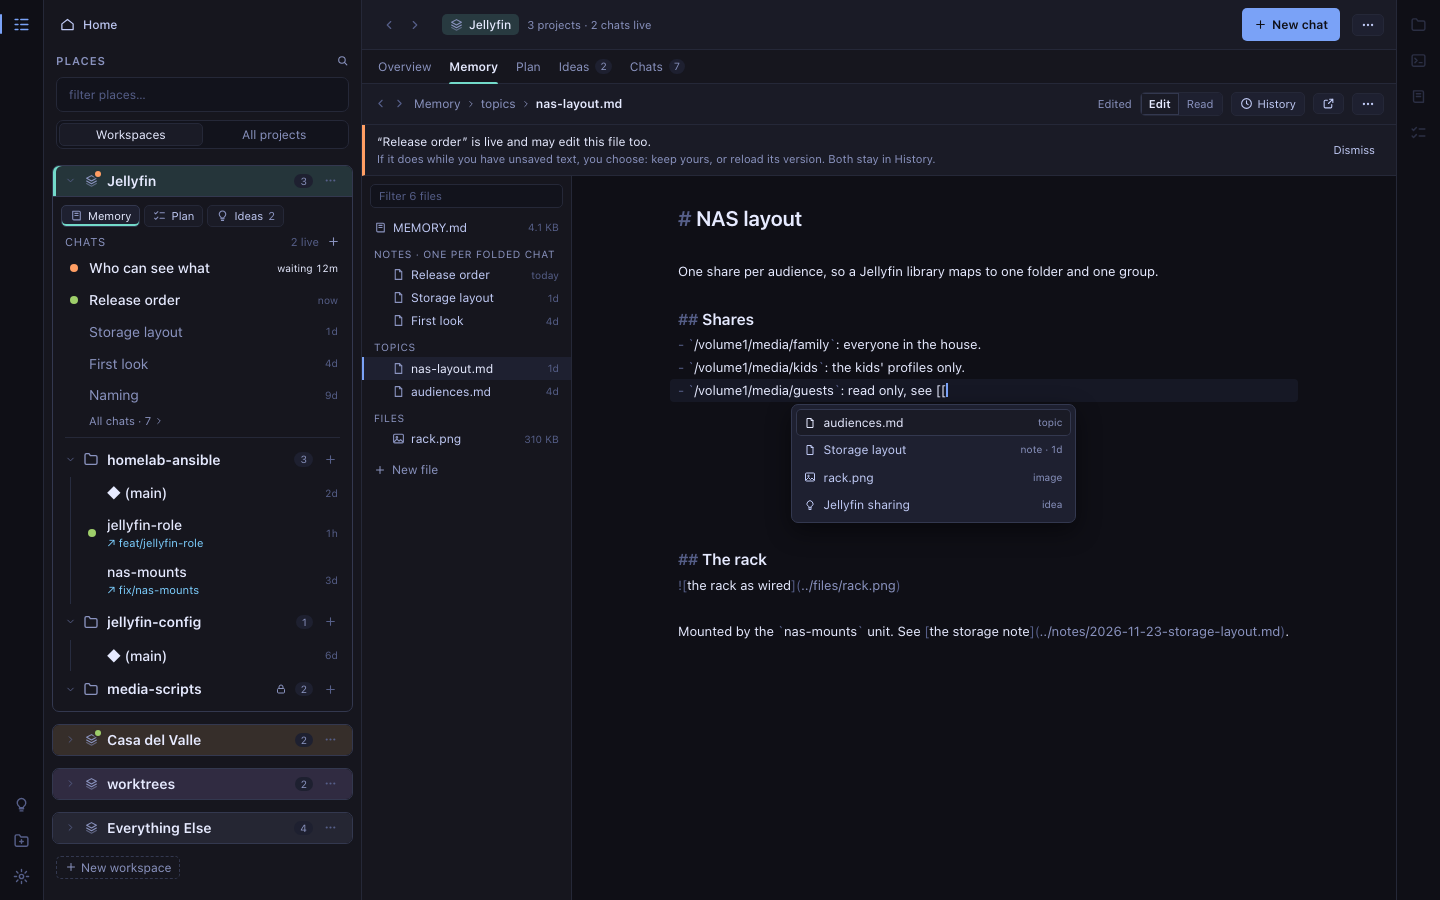 Home
PLACES
filter places...
Workspaces
All projects
Jellyfin
3
Memory
Plan
Ideas 2
CHATS
2 live
Who can see what
waiting 12m
Release order
now
Storage layout
1d
First look
4d
Naming
9d
All chats · 7
homelab-ansible
3
(main)
2d
jellyfin-role
feat/jellyfin-role
1h
nas-mounts
fix/nas-mounts
3d
jellyfin-config
1
(main)
6d
media-scripts
2
Casa del Valle
2
worktrees
2
Everything Else
4
+ New workspace
Jellyfin
3 projects · 2 chats live
+ New chat
Overview
Memory
Plan
Ideas 2
Chats 7
Memory › topics › nas-layout.md
Edited
Edit
Read
History
“Release order” is live and may edit this file too.
If it does while you have unsaved text, you choose: keep yours, or reload its version. Both stay in History.
Dismiss
Filter 6 files
MEMORY.md
4.1 KB
NOTES · ONE PER FOLDED CHAT
Release order
today
Storage layout
1d
First look
4d
TOPICS
nas-layout.md
1d
audiences.md
4d
FILES
rack.png
310 KB
+ New file
# NAS layout
One share per audience, so a Jellyfin library maps to one folder and one group.
## Shares
- `/volume1/media/family`: everyone in the house.
- `/volume1/media/kids`: the kids' profiles only.
- `/volume1/media/guests`: read only, see [[
audiences.md
topic
Storage layout
note · 1d
rack.png
image
Jellyfin sharing
idea
## The rack
![the rack as wired](../files/rack.png)
Mounted by the `nas-mounts` unit. See [the storage note](../notes/2026-11-23-storage-layout.md).